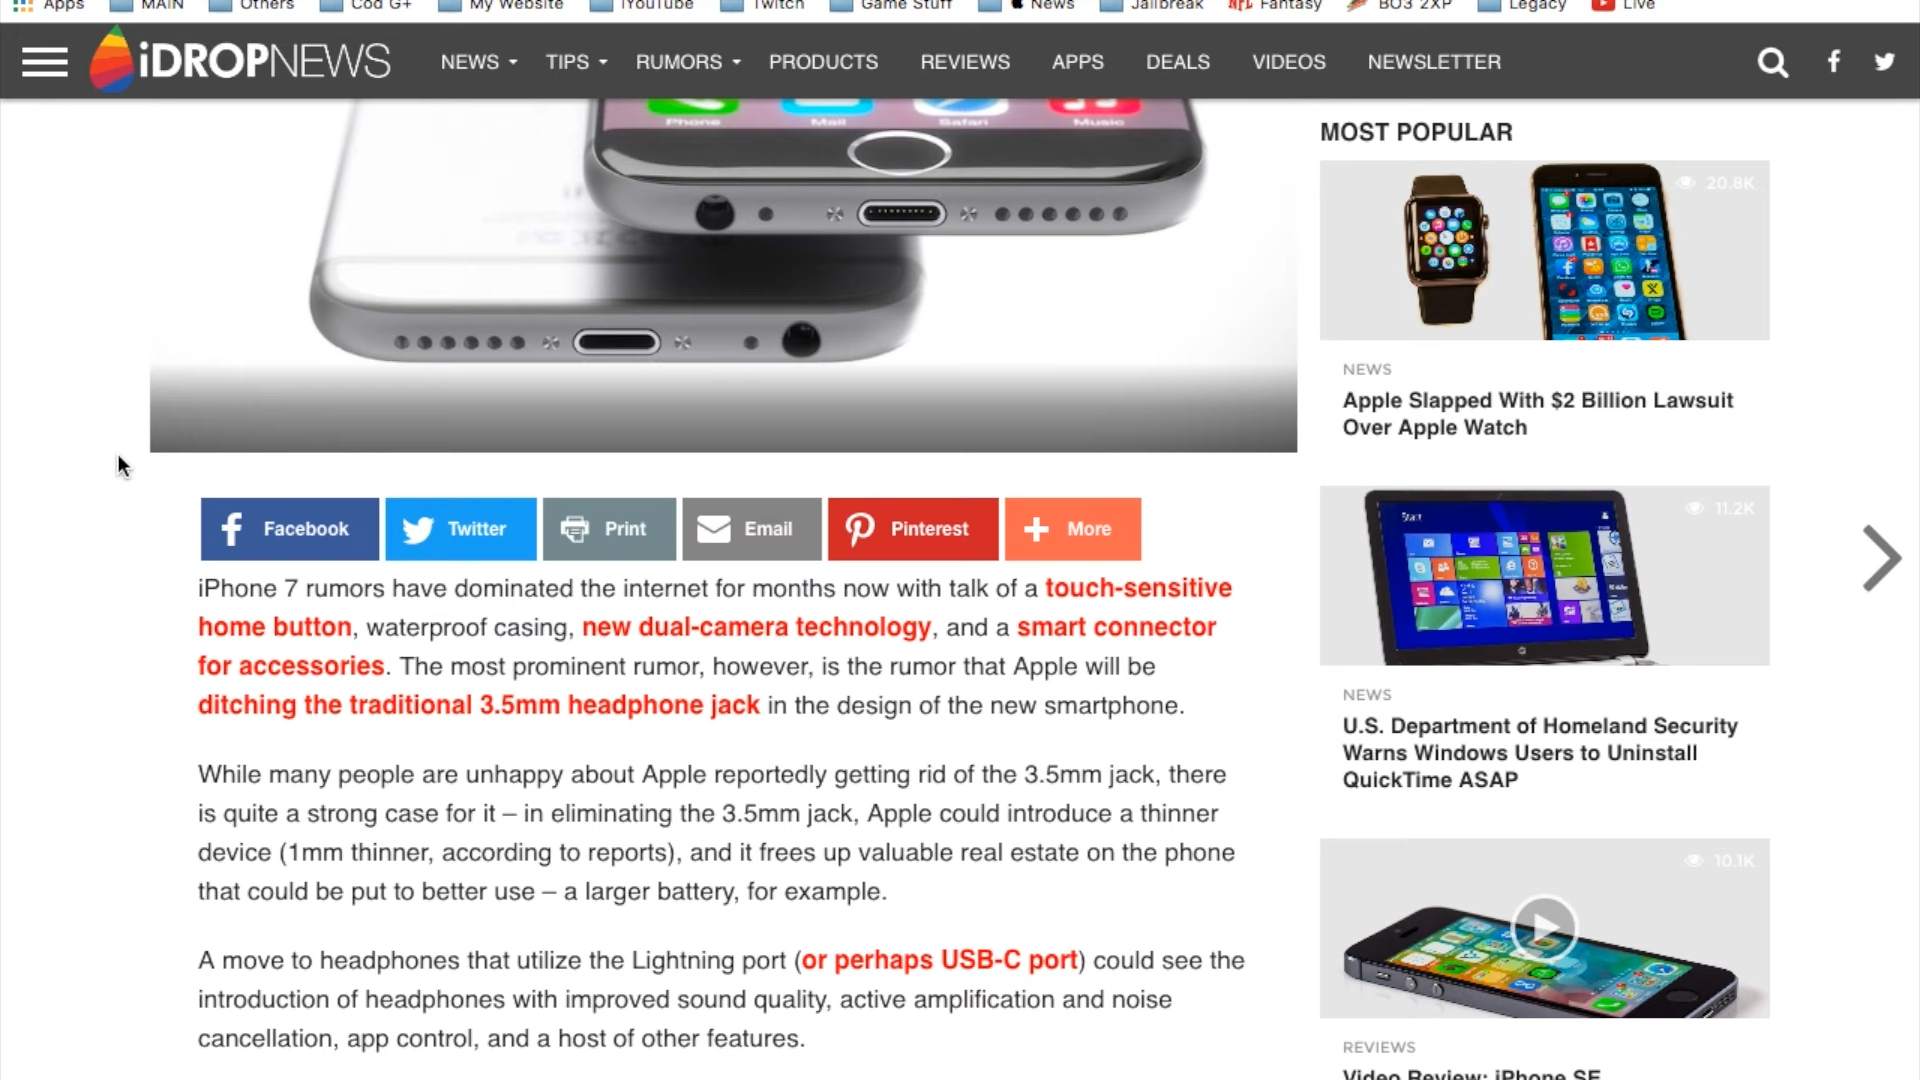 Apps MAIN Others Cod G+ My Website iYouTube Twitch Game Stuff News Jailbreak Fantasy BO3 2XP Legacy Live
iDROPNEWS NEWS TIPS RUMORS PRODUCTS REVIEWS APPS DEALS VIDEOS NEWSLETTER
Phone Mail Safari Music
MOST POPULAR
20.8K
NEWS
Apple Slapped With $2 Billion Lawsuit
Over Apple Watch
Facebook Twitter Print Email Pinterest More
iPhone 7 rumors have dominated the internet for months now with talk of a touch-sensitive
home button, waterproof casing, new dual-camera technology, and a smart connector
for accessories. The most prominent rumor, however, is the rumor that Apple will be
ditching the traditional 3.5mm headphone jack in the design of the new smartphone.
While many people are unhappy about Apple reportedly getting rid of the 3.5mm jack, there
is quite a strong case for it – in eliminating the 3.5mm jack, Apple could introduce a thinner
device (1mm thinner, according to reports), and it frees up valuable real estate on the phone
that could be put to better use – a larger battery, for example.
A move to headphones that utilize the Lightning port (or perhaps USB-C port) could see the
introduction of headphones with improved sound quality, active amplification and noise
cancellation, app control, and a host of other features.
11.2K
Start
NEWS
U.S. Department of Homeland Security
Warns Windows Users to Uninstall
QuickTime ASAP
10.1K
REVIEWS
Video Review: iPhone SE